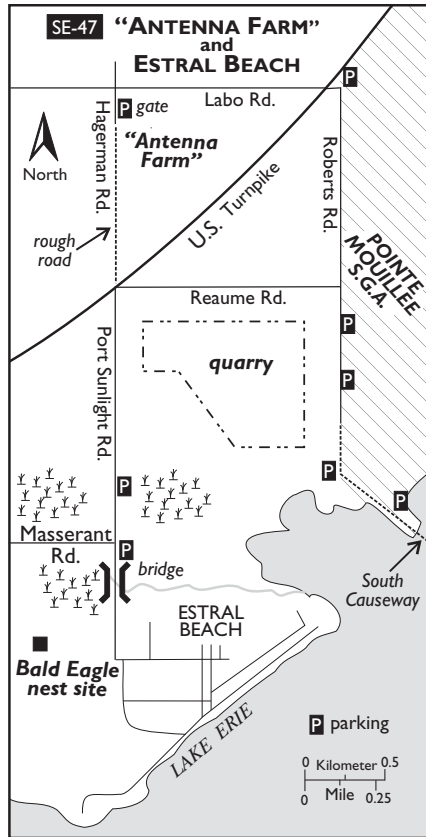 SE-47 "ANTENNA FARM"
and
ESTRAL BEACH
P
Labo Rd.
P gate
"Antenna
Farm"
Hagerman Rd.
North
rough
road
U.S. Turnpike
Roberts Rd.
POINTE
MOUILLEE
S.G.A.
Reaume Rd.
P
quarry
P
Port Sunlight Rd.
P
P
P
Masserant
Rd.
P
bridge
South
Causeway
ESTRAL
BEACH
Bald Eagle
nest site
LAKE ERIE
P parking
0 Kilometer 0.5
Mile
0 0.25